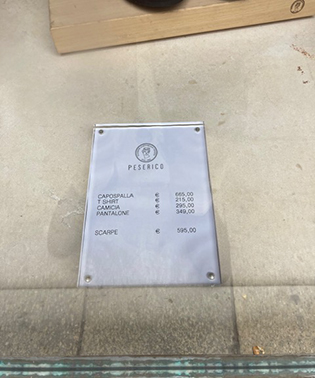 PESERICO
CAPOSPALLA € 665,00
T.SHIRT € 215,00
CAMICIA € 295,00
PANTALONE € 349,00
SCARPE € 595,00